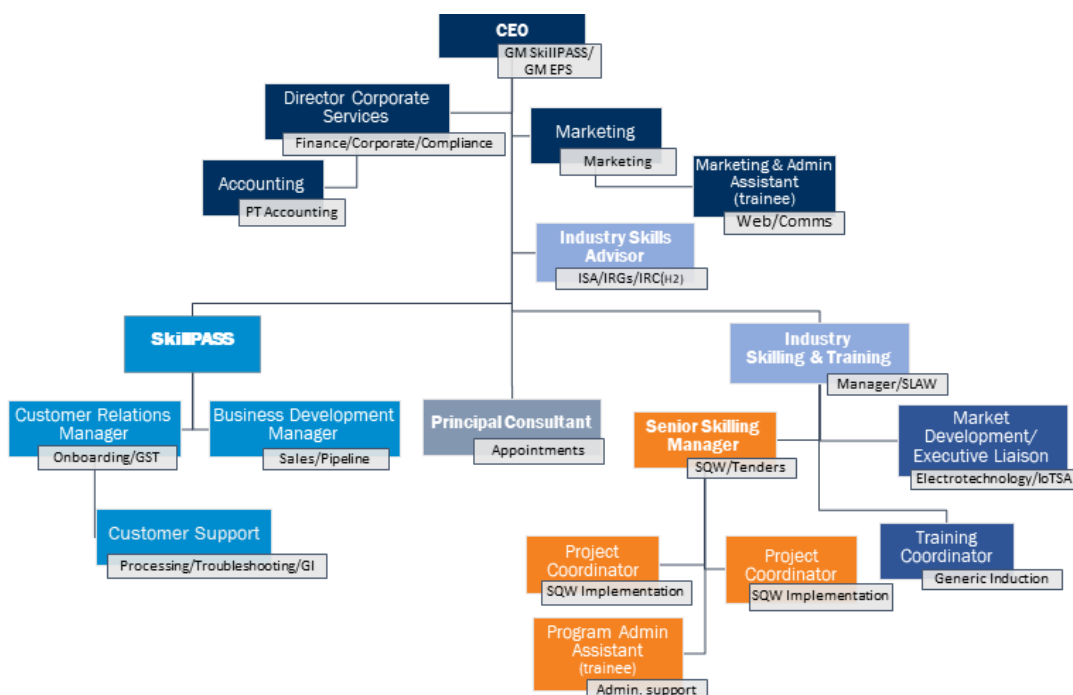 CEO
GM SkillPASS/
GM EPS
Director Corporate
Services
Finance/Corporate/Compliance
Marketing
Marketing
Accounting
PT Accounting
Marketing & Admin
Assistant
(trainee)
Web/Comms
Industry Skills
Advisor
ISA/IRGs/IRC(H2)
SkillPASS
Industry
Skilling & Training
Manager/SLAW
Customer Relations
Manager
Onboarding/GST
Business Development
Manager
Sales/Pipeline
Principal Consultant
Appointments
Senior Skilling
Manager
SQW/Tenders
Market
Development/
Executive Liaison
Electrotechnology/IoTSA
Customer Support
Processing/Troubleshooting/GI
Training
Coordinator
Generic Induction
Project
Coordinator
SQW Implementation
Project
Coordinator
SQW Implementation
Program Admin
Assistant
(trainee)
Admin. support